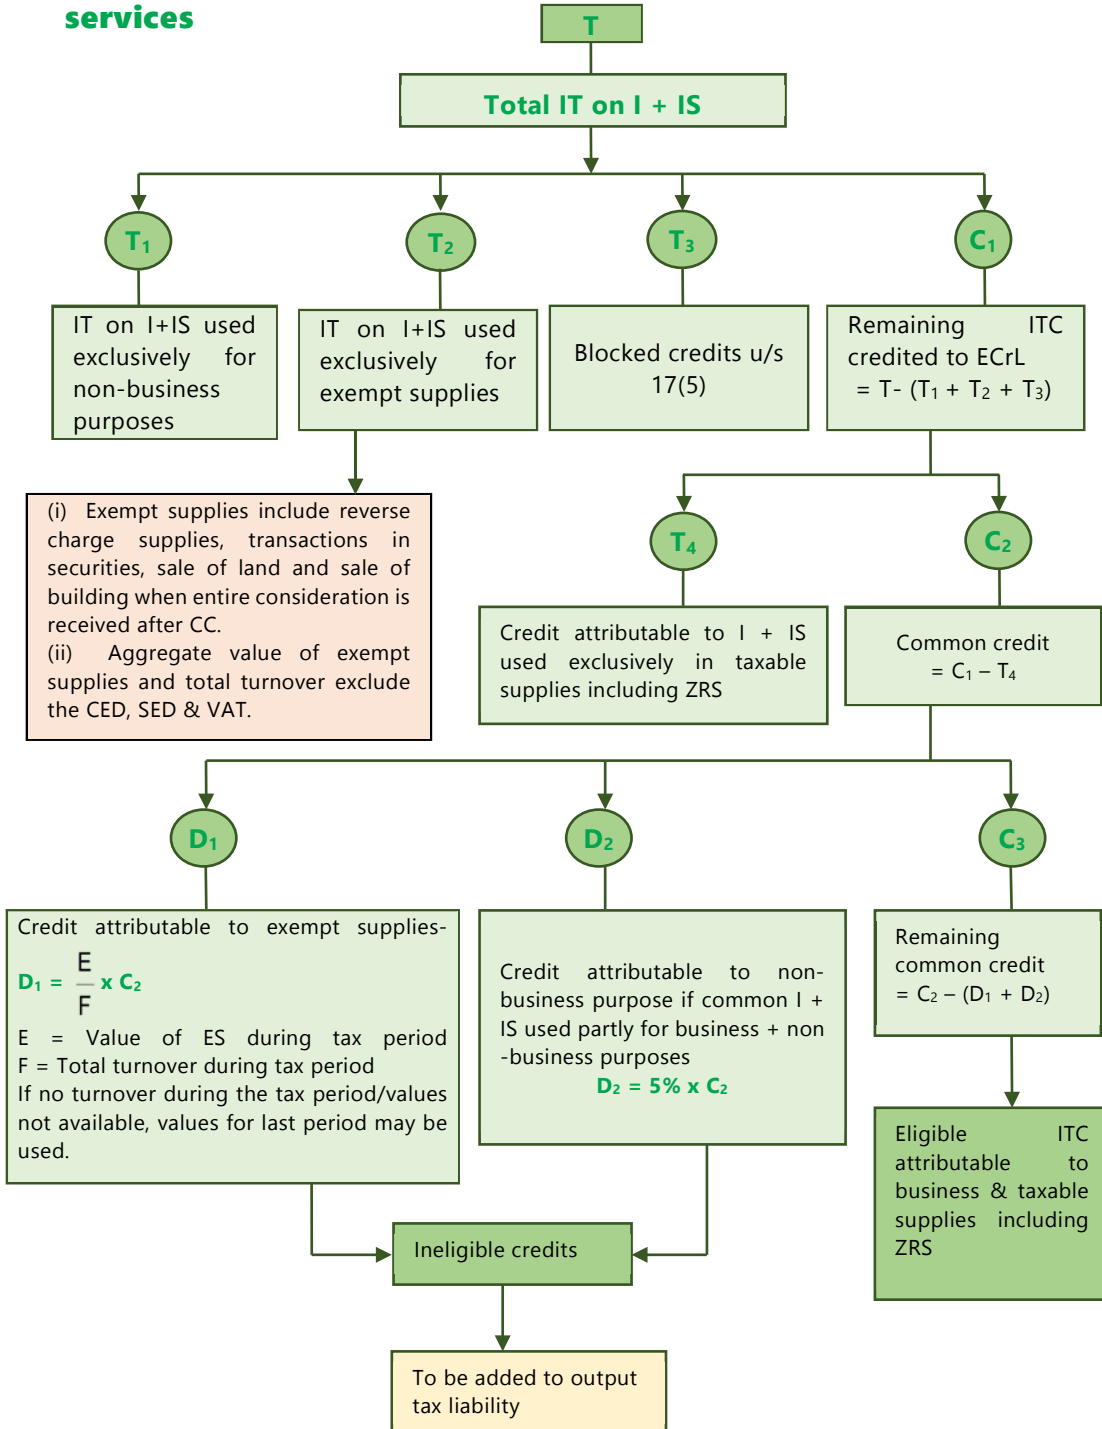 services
T
Total IT on I + IS
T₁
T₂
T₃
C₁
IT on I+IS used
exclusively for
non-business
purposes
IT on I+IS used
exclusively for
exempt supplies
Blocked credits u/s
17(5)
Remaining ITC
credited to ECrL
= T- (T₁ + T₂ + T₃)
(i) Exempt supplies include reverse
charge supplies, transactions in
securities, sale of land and sale of
building when entire consideration is
received after CC.
(ii) Aggregate value of exempt
supplies and total turnover exclude
the CED, SED & VAT.
T₄
C₂
Credit attributable to I + IS
used exclusively in taxable
supplies including ZRS
Common credit
= C₁ – T₄
D₁
D₂
C₃
Credit attributable to exempt supplies-
D₁ = E/F x C₂
E = Value of ES during tax period
F = Total turnover during tax period
If no turnover during the tax period/values
not available, values for last period may be
used.
Credit attributable to non-
business purpose if common I +
IS used partly for business + non
-business purposes
D₂ = 5% x C₂
Remaining
common credit
= C₂ – (D₁ + D₂)
Eligible ITC
attributable to
business & taxable
supplies including
ZRS
Ineligible credits
To be added to output
tax liability